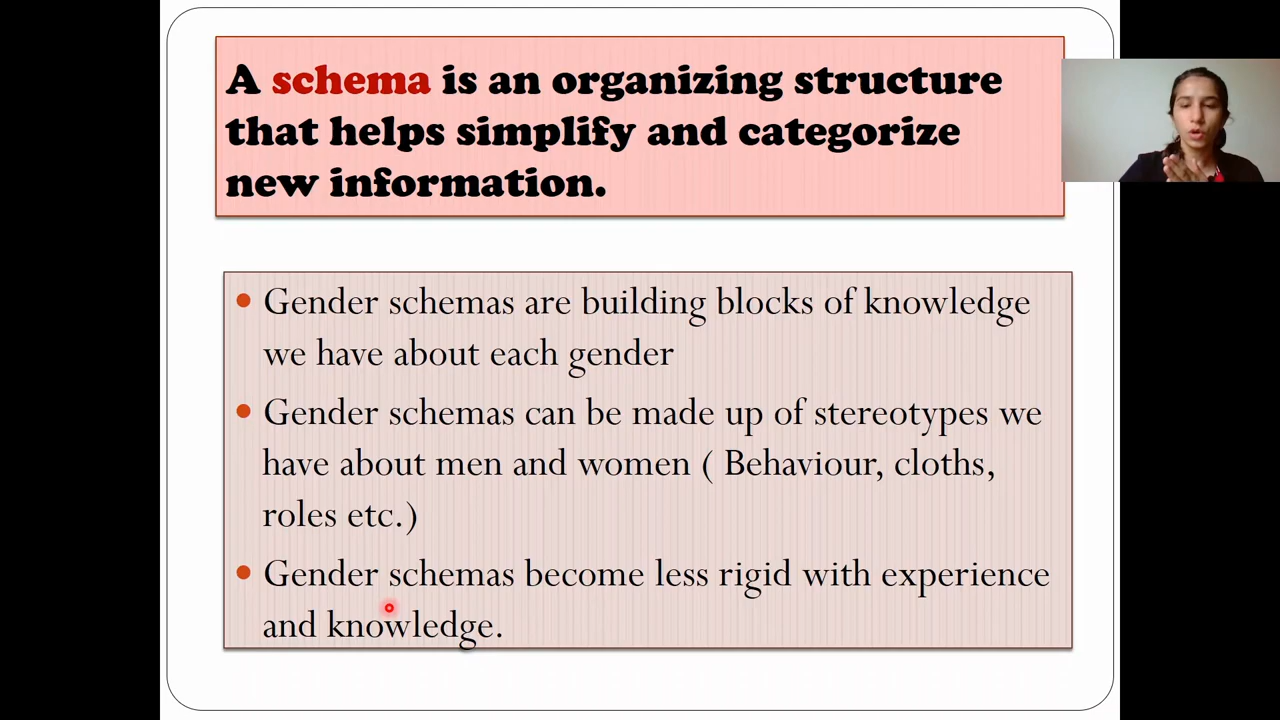 A schema is an organizing structure
that helps simplify and categorize
new information.
• Gender schemas are building blocks of knowledge
we have about each gender
• Gender schemas can be made up of stereotypes we
have about men and women ( Behaviour, cloths,
roles etc.)
• Gender schemas become less rigid with experience
and knowledge.